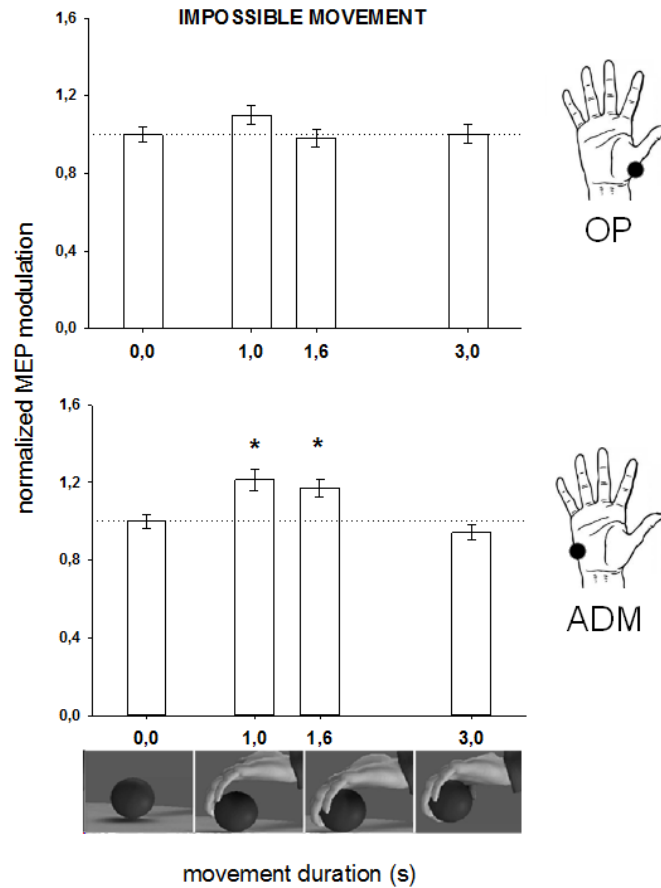 IMPOSSIBLE MOVEMENT
normalized MEP modulation
1,6
1,2
0,8
0,4
0,0
0,0 1,0 1,6 3,0
OP
1,6
1,2
0,8
0,4
0,0
* *
0,0 1,0 1,6 3,0
ADM
movement duration (s)